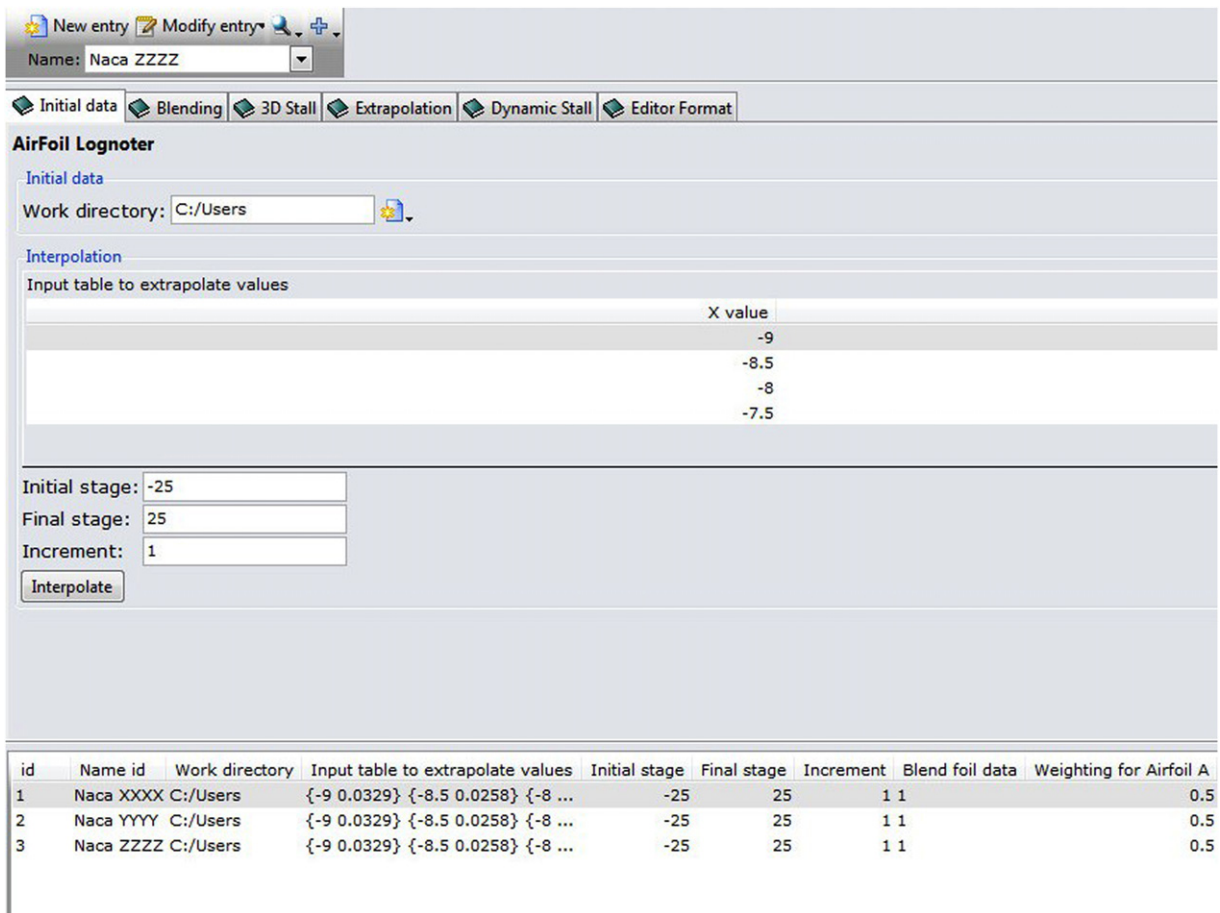 New entry Modify entry
Name: Naca ZZZZ
Initial data Blending 3D Stall Extrapolation Dynamic Stall Editor Format
AirFoil Lognoter
Initial data
Work directory: C:/Users
Interpolation
Input table to extrapolate values
X value
-9
-8.5
-8
-7.5
Initial stage: -25
Final stage: 25
Increment: 1
Interpolate
id Name id Work directory Input table to extrapolate values Initial stage Final stage Increment Blend foil data Weighting for Airfoil A
1 Naca XXXX C:/Users {-9 0.0329} {-8.5 0.0258} {-8 ... -25 25 1 1 0.5
2 Naca YYYY C:/Users {-9 0.0329} {-8.5 0.0258} {-8 ... -25 25 1 1 0.5
3 Naca ZZZZ C:/Users {-9 0.0329} {-8.5 0.0258} {-8 ... -25 25 1 1 0.5